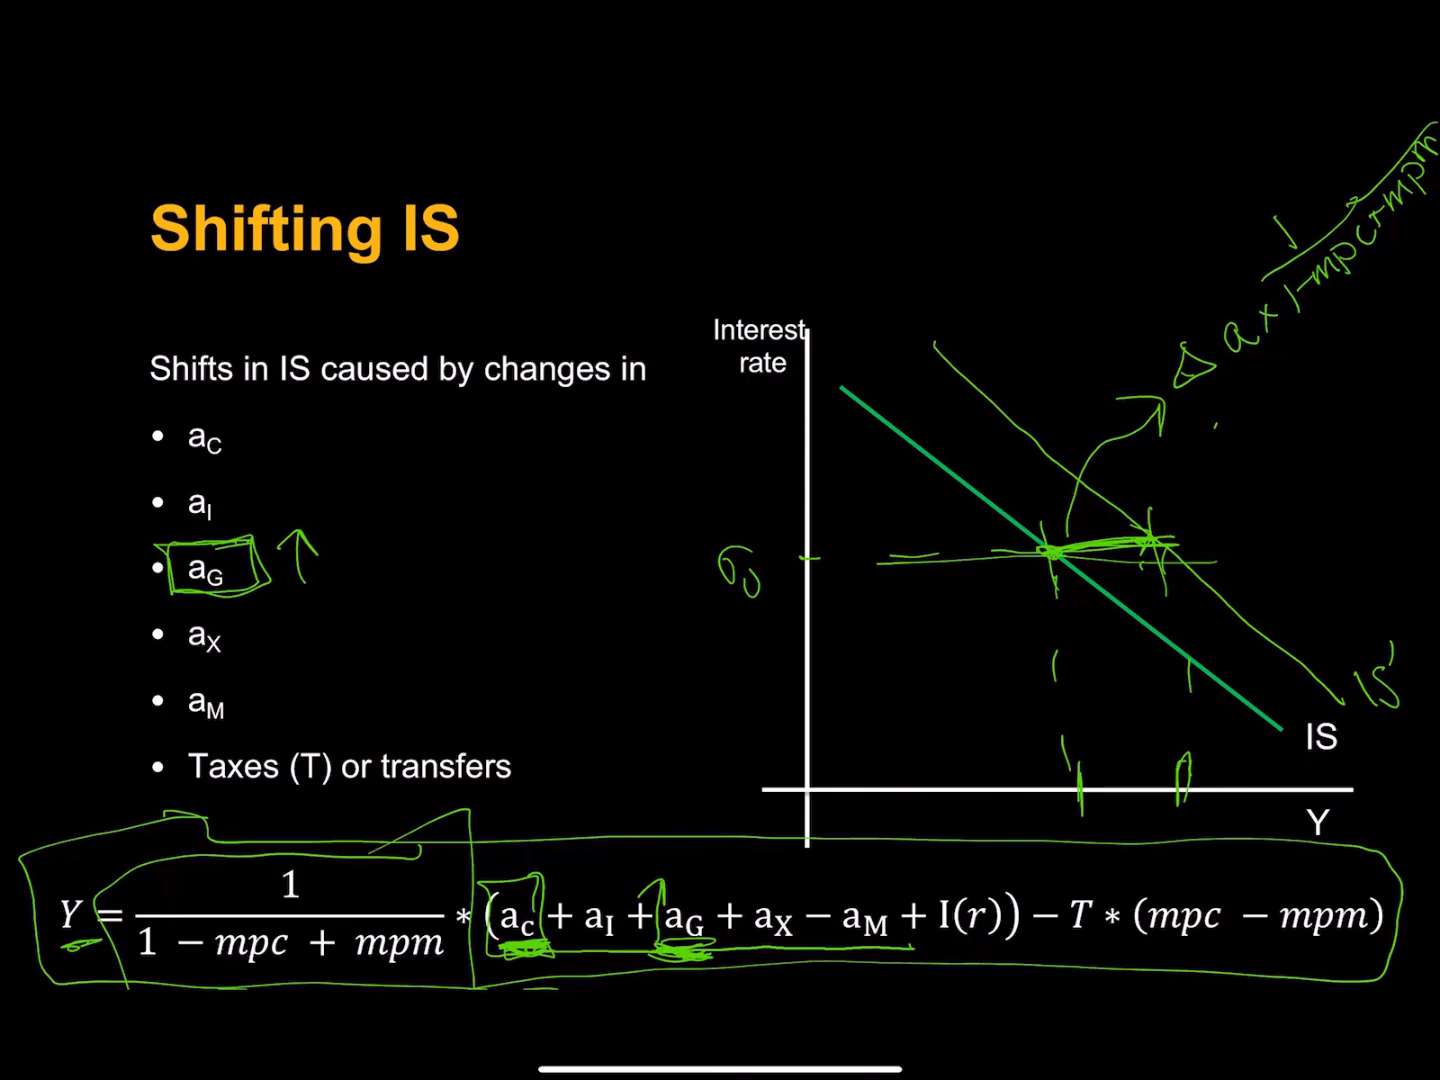 Shifting IS
Shifts in IS caused by changes in
• a_C
• a_I
• a_G ↑
• a_X
• a_M
• Taxes (T) or transfers
Interest
rate
Δ a × 1/(1-mpc+mpm)
IS'
IS
Y
Y = 1/(1 − mpc + mpm) * (a_c + a_I + a_G + a_X − a_M + I(r)) − T * (mpc − mpm)